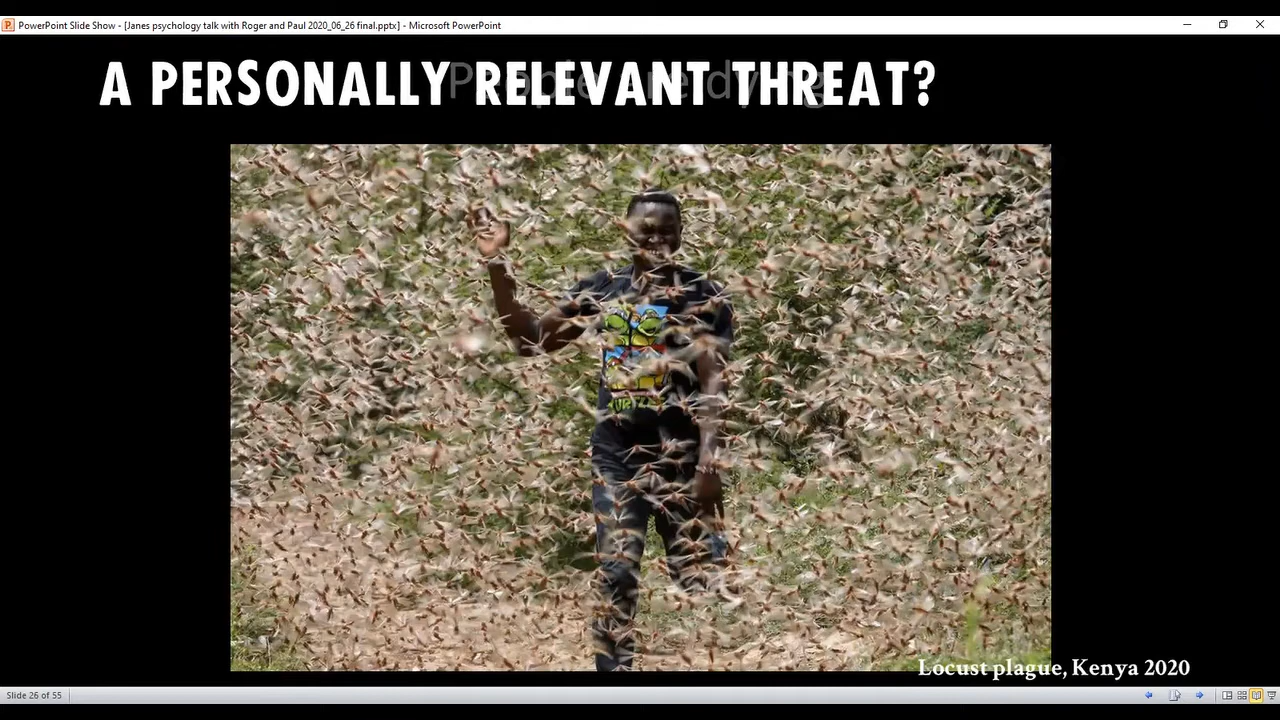 PowerPoint Slide Show - [Janes psychology talk with Roger and Paul 2020_06_26 final.pptx] - Microsoft PowerPoint
A PERSONALLY RELEVANT THREAT?
Locust plague, Kenya 2020
Slide 26 of 55